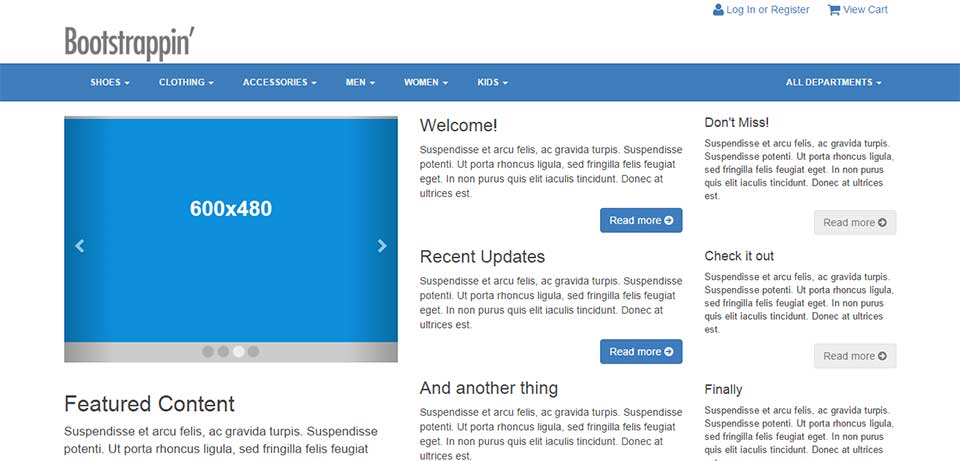 Log In or Register View Cart
Bootstrappin’
SHOES CLOTHING ACCESSORIES MEN WOMEN KIDS ALL DEPARTMENTS
600x480
Featured Content
Suspendisse et arcu felis, ac gravida turpis. Suspendisse
potenti. Ut porta rhoncus ligula, sed fringilla felis feugiat
Welcome!
Suspendisse et arcu felis, ac gravida turpis. Suspendisse
potenti. Ut porta rhoncus ligula, sed fringilla felis feugiat
eget. In non purus quis elit iaculis tincidunt. Donec at
ultrices est.
Read more
Recent Updates
Suspendisse et arcu felis, ac gravida turpis. Suspendisse
potenti. Ut porta rhoncus ligula, sed fringilla felis feugiat
eget. In non purus quis elit iaculis tincidunt. Donec at
ultrices est.
Read more
And another thing
Suspendisse et arcu felis, ac gravida turpis. Suspendisse
potenti. Ut porta rhoncus ligula, sed fringilla felis feugiat
eget. In non purus quis elit iaculis tincidunt. Donec at
ultrices est.
Don't Miss!
Suspendisse et arcu felis, ac gravida turpis.
Suspendisse potenti. Ut porta rhoncus ligula,
sed fringilla felis feugiat eget. In non purus
quis elit iaculis tincidunt. Donec at ultrices
est.
Read more
Check it out
Suspendisse et arcu felis, ac gravida turpis.
Suspendisse potenti. Ut porta rhoncus ligula,
sed fringilla felis feugiat eget. In non purus
quis elit iaculis tincidunt. Donec at ultrices
est.
Read more
Finally
Suspendisse et arcu felis, ac gravida turpis.
Suspendisse potenti. Ut porta rhoncus ligula,
sed fringilla felis feugiat eget. In non purus
quis elit iaculis tincidunt. Donec at ultrices